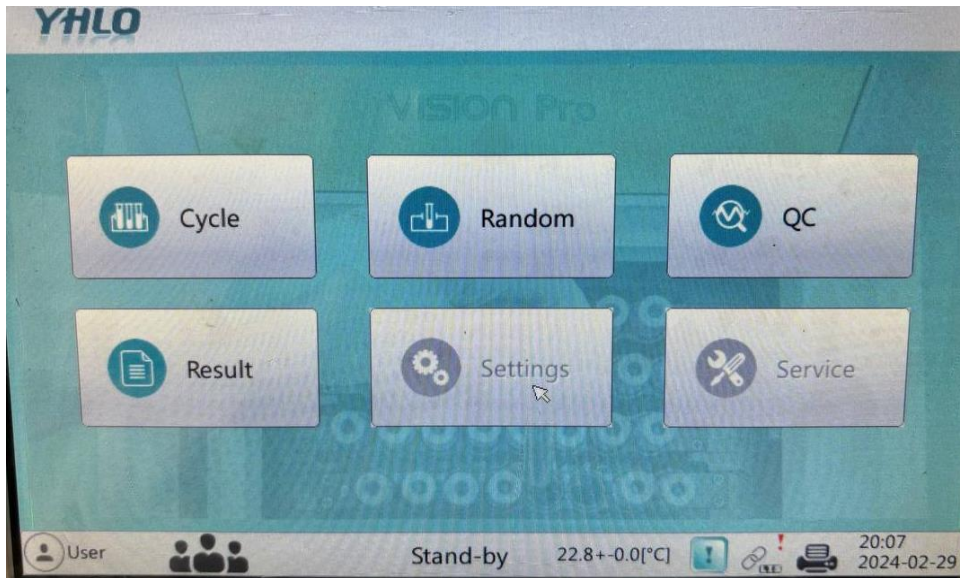 YHLO
VISION Pro
Cycle
Random
QC
Result
Settings
Service
User
Stand-by
22.8+-0.0[°C]
20:07
2024-02-29